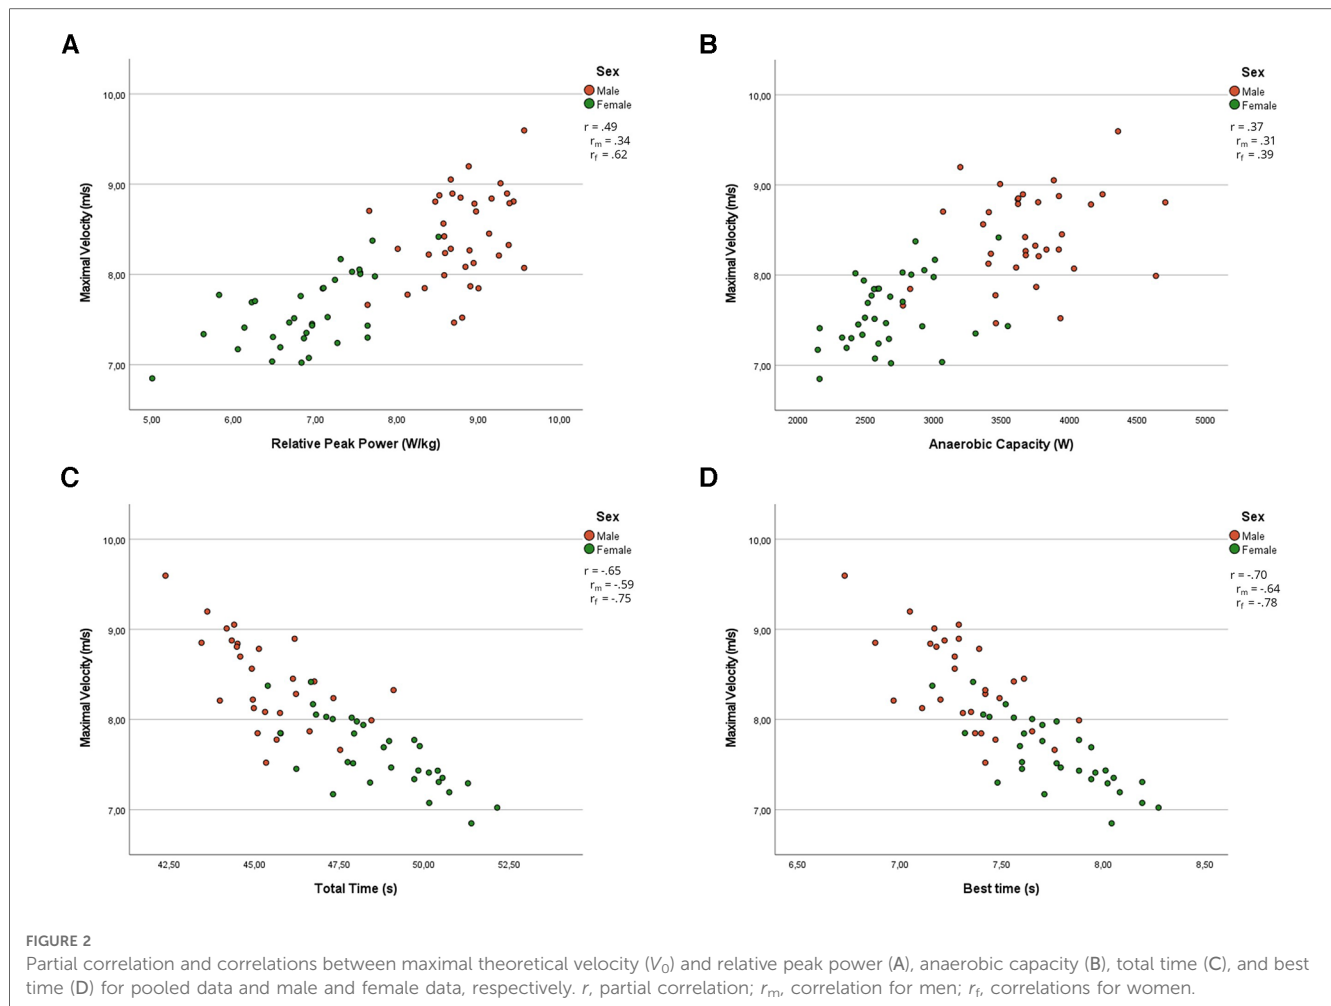 A
Sex
Male
Female
r = .49
rm = .34
rf = .62
Maximal Velocity (m/s)
10,00
9,00
8,00
7,00
5,00 6,00 7,00 8,00 9,00 10,00
Relative Peak Power (W/kg)
B
Sex
Male
Female
r = .37
rm = .31
rf = .39
Maximal Velocity (m/s)
10,00
9,00
8,00
7,00
2000 2500 3000 3500 4000 4500 5000
Anaerobic Capacity (W)
C
Sex
Male
Female
r = -.65
rm = -.59
rf = -.75
Maximal Velocity (m/s)
10,00
9,00
8,00
7,00
42,50 45,00 47,50 50,00 52,50
Total Time (s)
D
Sex
Male
Female
r = -.70
rm = -.64
rf = -.78
Maximal Velocity (m/s)
10,00
9,00
8,00
7,00
6,50 7,00 7,50 8,00 8,50
Best time (s)
FIGURE 2
Partial correlation and correlations between maximal theoretical velocity (V0) and relative peak power (A), anaerobic capacity (B), total time (C), and best
time (D) for pooled data and male and female data, respectively. r, partial correlation; rm, correlation for men; rf, correlations for women.